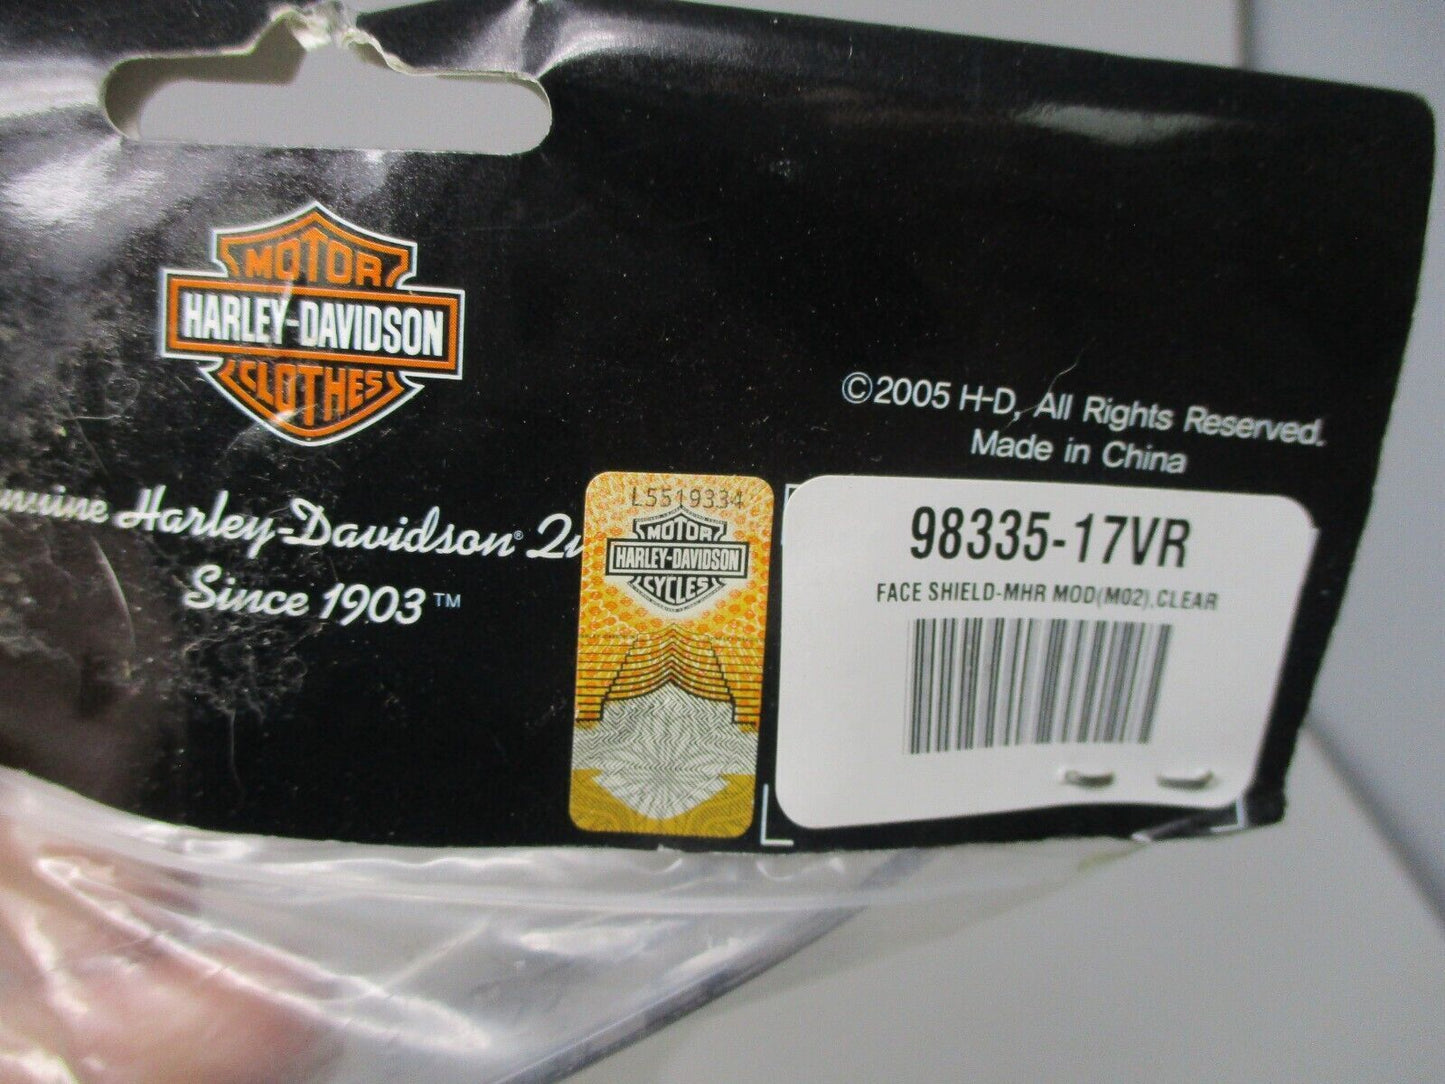 MOTOR
HARLEY-DAVIDSON
CLOTHES
Harley-Davidson®
Since 1903™
©2005 H-D, All Rights Reserved.
Made in China
L5519334
MOTOR
HARLEY-DAVIDSON
CYCLES
98335-17VR
FACE SHIELD-MHR MOD(M02),CLEAR